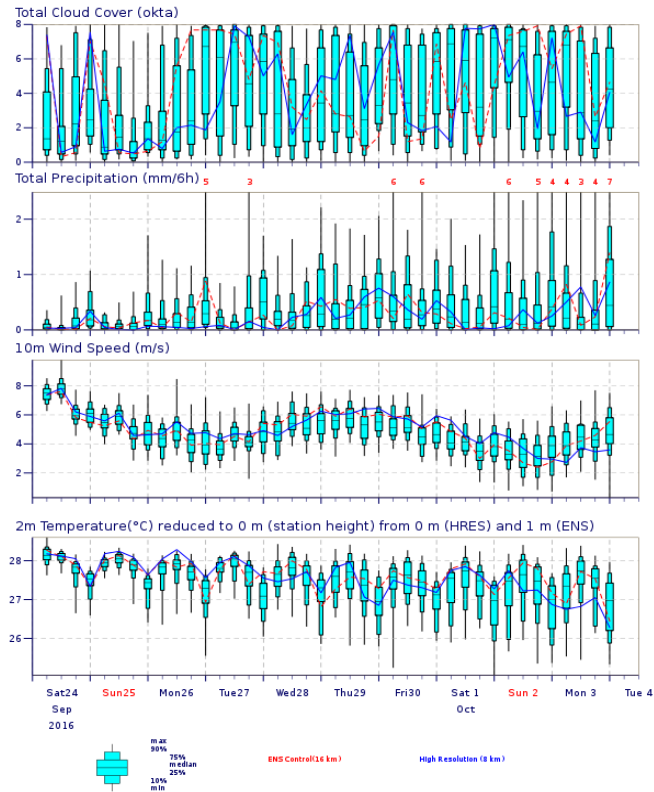 Total Cloud Cover (okta)
8
6
4
2
0
Total Precipitation (mm/6h) 5 3 6 6 6 5 4 4 3 4 7
2
1
0
10m Wind Speed (m/s)
8
6
4
2
2m Temperature(°C) reduced to 0 m (station height) from 0 m (HRES) and 1 m (ENS)
28
27
26
Sat24 Sun25 Mon26 Tue27 Wed28 Thu29 Fri30 Sat 1 Sun 2 Mon 3 Tue 4
Sep Oct
2016
max
90%
75%
median
25%
10%
min
ENS Control(16 km)
High Resolution (8 km)